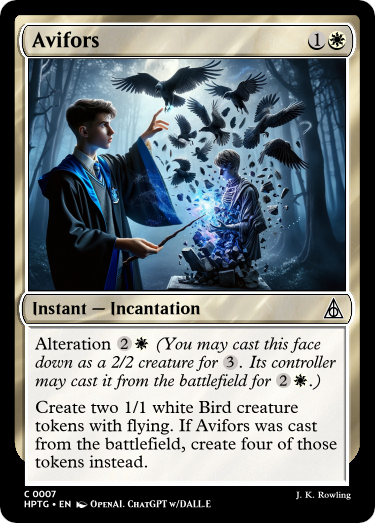 Avifors 1
Instant — Incantation
Alteration 2 (You may cast this face
down as a 2/2 creature for 3. Its controller
may cast it from the battlefield for 2.)
Create two 1/1 white Bird creature
tokens with flying. If Avifors was cast
from the battlefield, create four of those
tokens instead.
C 0007
HPTG • EN OpenAI. ChatGPT w/DALL.E
J. K. Rowling